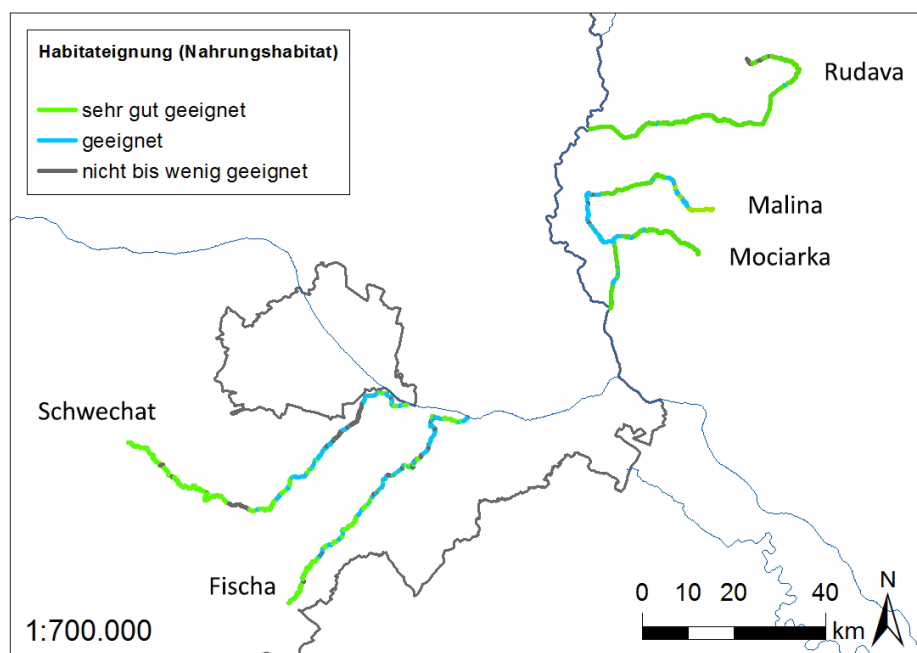 Habitateignung (Nahrungshabitat)
sehr gut geeignet
geeignet
nicht bis wenig geeignet
Rudava
Malina
Mociarka
Schwechat
Fischa
1:700.000
0 10 20 40
km
N